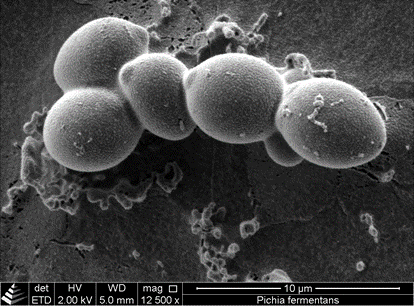 det HV WD mag □ 10 µm
ETD 2.00 kV 5.0 mm 12 500 x Pichia fermentans